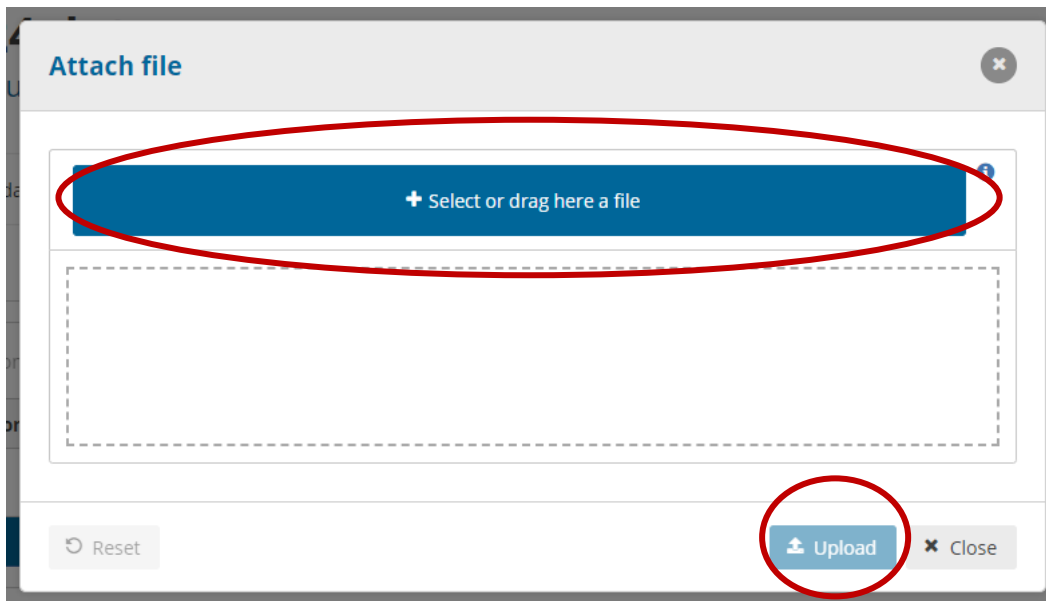 Attach file
Select or drag here a file
Reset
Upload
Close